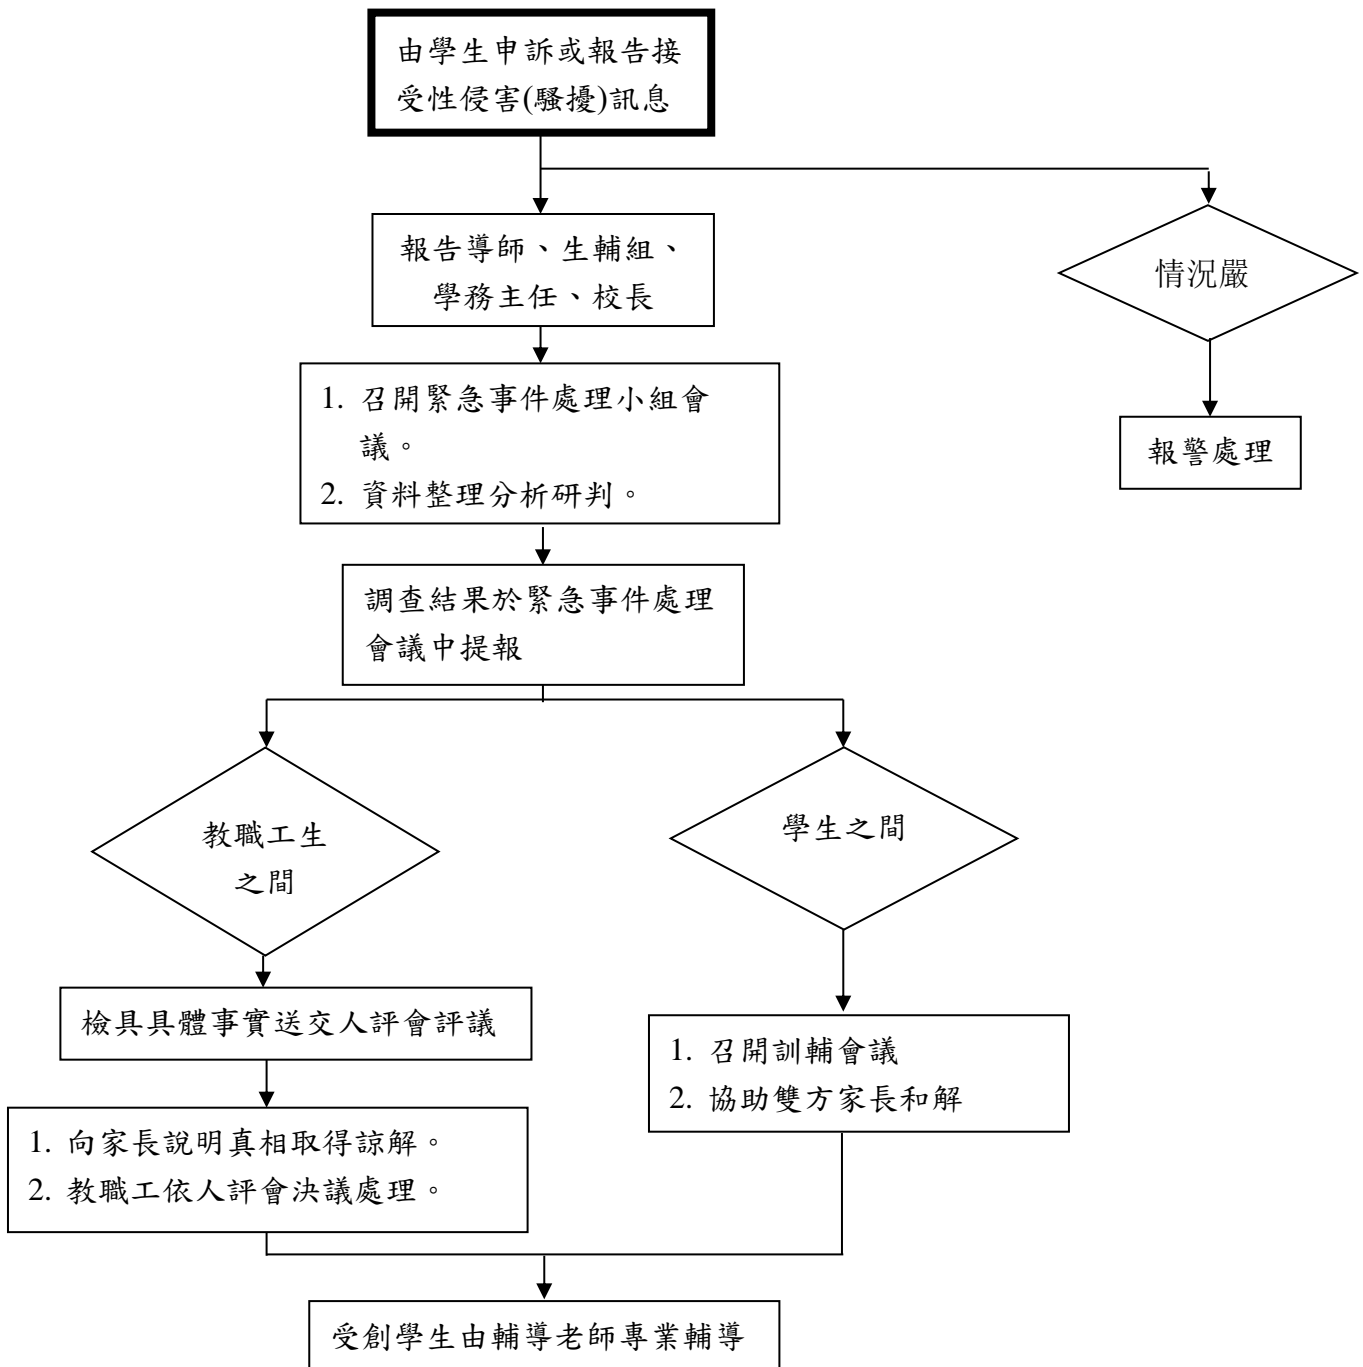 由學生申訴或報告接
受性侵害(騷擾)訊息
報告導師、生輔組、
學務主任、校長
情況嚴
1. 召開緊急事件處理小組會
議。
2. 資料整理分析研判。
報警處理
調查結果於緊急事件處理
會議中提報
教職工生
之間
學生之間
檢具具體事實送交人評會評議
1. 召開訓輔會議
2. 協助雙方家長和解
1. 向家長說明真相取得諒解。
2. 教職工依人評會決議處理。
受創學生由輔導老師專業輔導